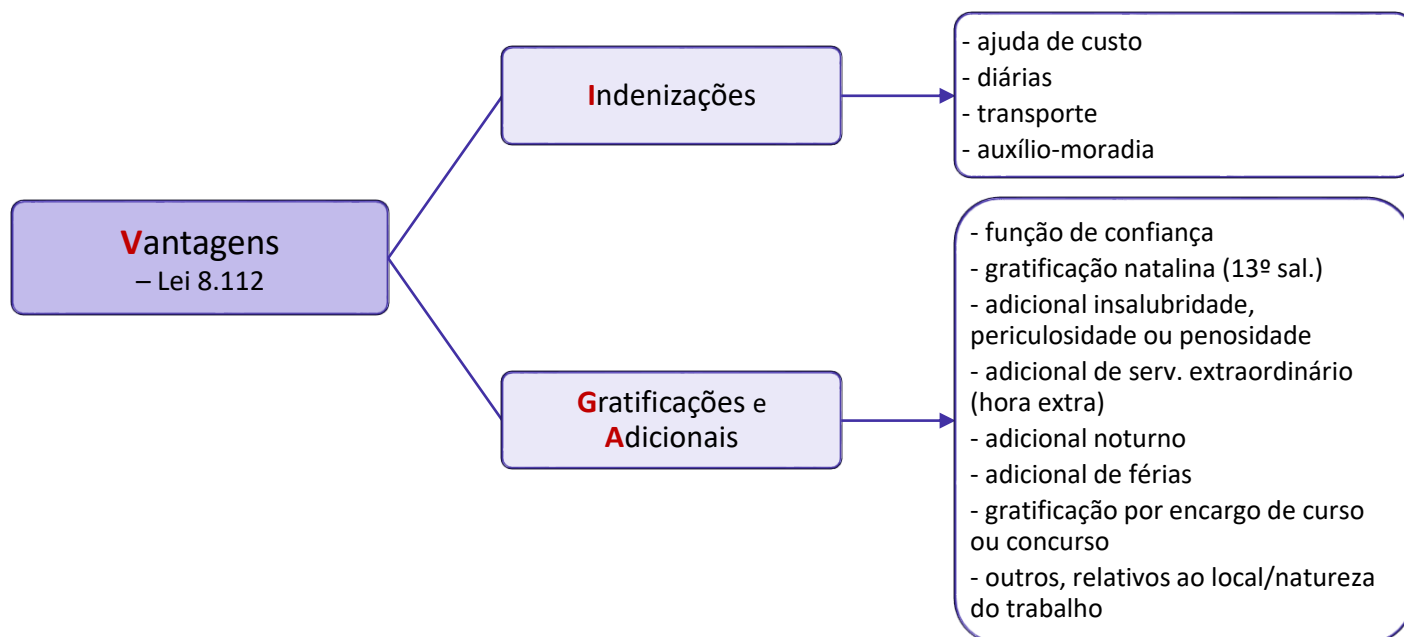 Vantagens
– Lei 8.112
Indenizações
- ajuda de custo
- diárias
- transporte
- auxílio-moradia
Gratificações e
Adicionais
- função de confiança
- gratificação natalina (13º sal.)
- adicional insalubridade,
periculosidade ou penosidade
- adicional de serv. extraordinário
(hora extra)
- adicional noturno
- adicional de férias
- gratificação por encargo de curso
ou concurso
- outros, relativos ao local/natureza
do trabalho